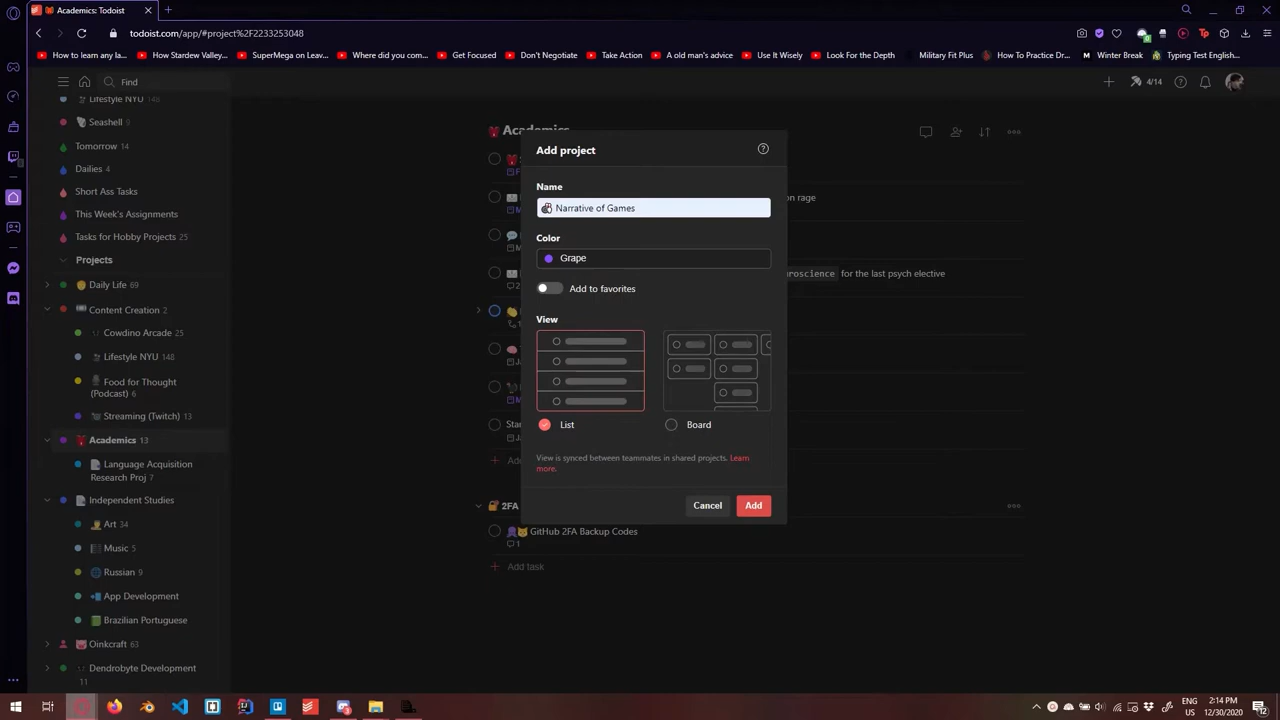 Academics: Todoist
todoist.com/app/#project%2F2233253048
How to learn any la...
How Stardew Valley...
SuperMega on Leav...
Where did you com...
Get Focused
Don't Negotiate
Take Action
A old man's advice
Use It Wisely
Look For the Depth
Military Fit Plus
How To Practice Dr...
Winter Break
Typing Test English...
Find
4/14
Lifestyle NYU 148
Seashell 9
Tomorrow 14
Dailies 4
Short Ass Tasks
This Week's Assignments
Tasks for Hobby Projects 25
Projects
Daily Life 69
Content Creation 2
Cowdino Arcade 25
Lifestyle NYU 148
Food for Thought
(Podcast) 6
Streaming (Twitch) 13
Academics 13
Language Acquisition
Research Proj 7
Independent Studies
Art 34
Music 5
Russian 9
App Development
Brazilian Portuguese
Oinkcraft 63
Dendrobyte Development
11
Academics
on rage
for the last psych elective
Add project
Name
Narrative of Games
Color
Grape
Add to favorites
View
List
Board
View is synced between teammates in shared projects. Learn
more.
Cancel
Add
2FA
GitHub 2FA Backup Codes
1
Add task
ENG
US
2:14 PM
12/30/2020
12